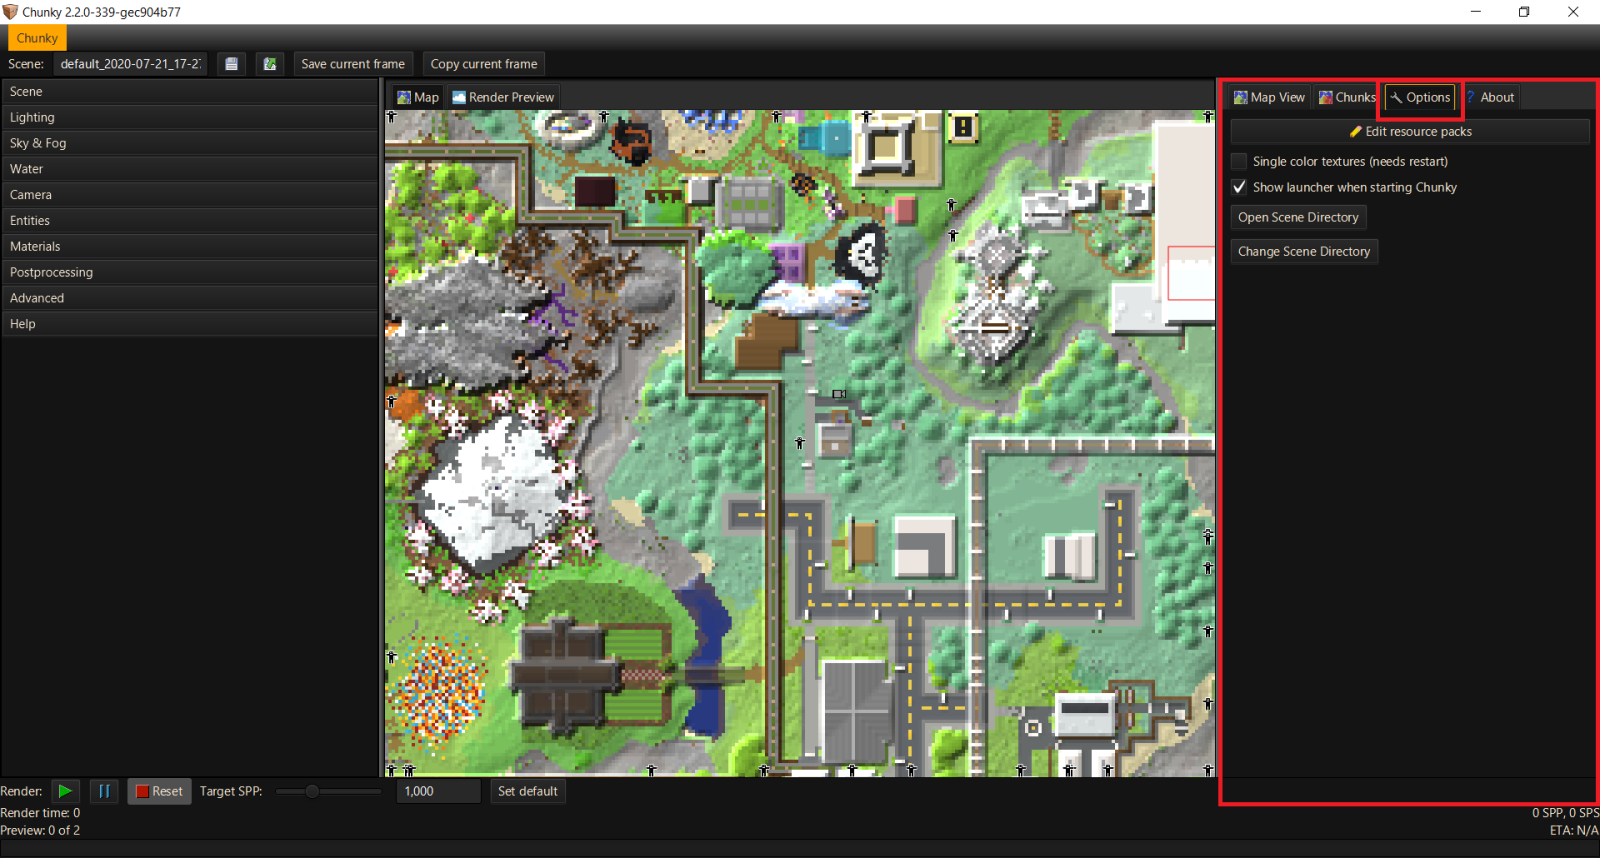 Chunky 2.2.0-339-gec904b77
Chunky
Scene: default_2020-07-21_17-2 Save current frame Copy current frame
Scene
Lighting
Sky & Fog
Water
Camera
Entities
Materials
Postprocessing
Advanced
Help
Map Render Preview
Map View Chunks Options ? About
Edit resource packs
Single color textures (needs restart)
Show launcher when starting Chunky
Open Scene Directory
Change Scene Directory
Render: Reset Target SPP: 1,000 Set default
Render time: 0
0 SPP, 0 SPS
Preview: 0 of 2
ETA: N/A